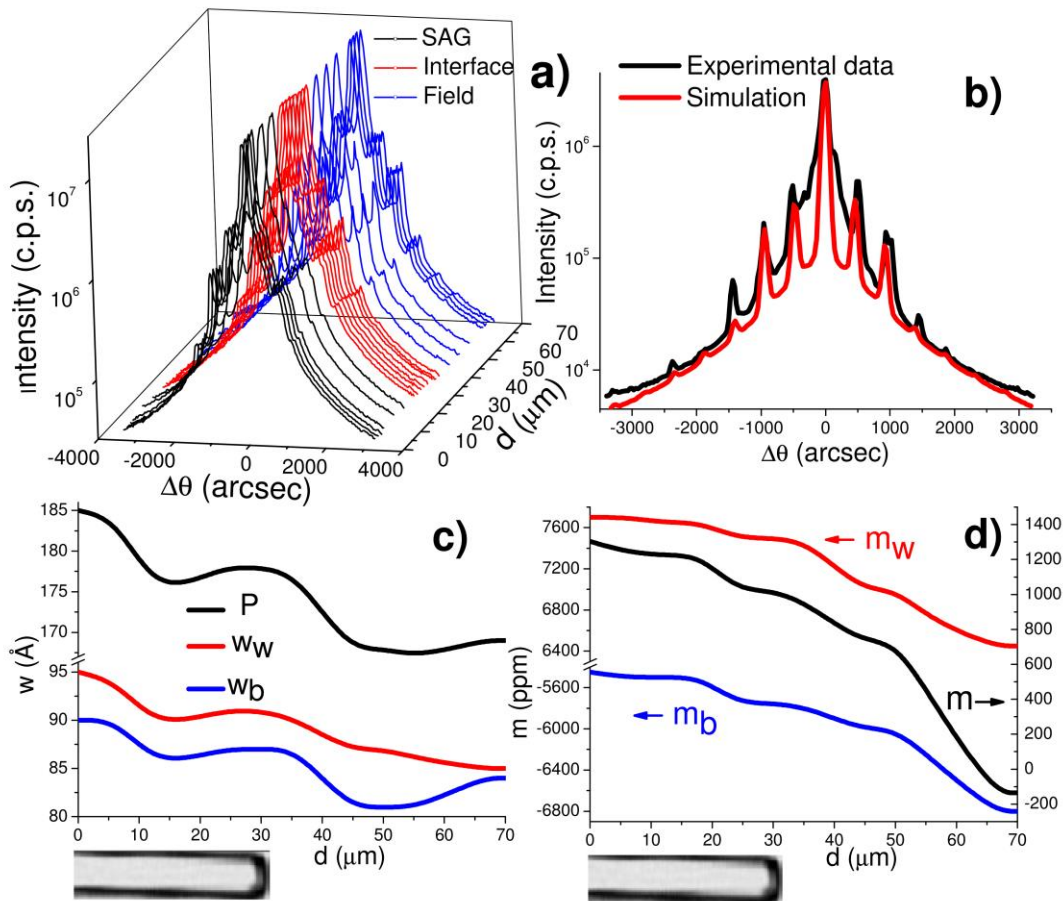 SAG
Interface
Field
a)
Intensity (c.p.s.)
10^7
10^6
10^5
-4000
-2000
0
2000
4000
Δθ (arcsec)
0
10
20
30
40
50
60
70
d (μm)
Experimental data
Simulation
b)
Intensity (c.p.s.)
10^6
10^5
10^4
-3000 -2000 -1000 0 1000 2000 3000
Δθ (arcsec)
c)
P
w_w
w_b
w (Å)
185
180
175
170
95
90
85
80
0 10 20 30 40 50 60 70
d (μm)
d)
m_w
m
m_b
m (ppm)
7600
7200
6800
6400
-5600
-6000
-6400
-6800
1400
1200
1000
800
600
400
200
0
-200
0 10 20 30 40 50 60 70
d (μm)